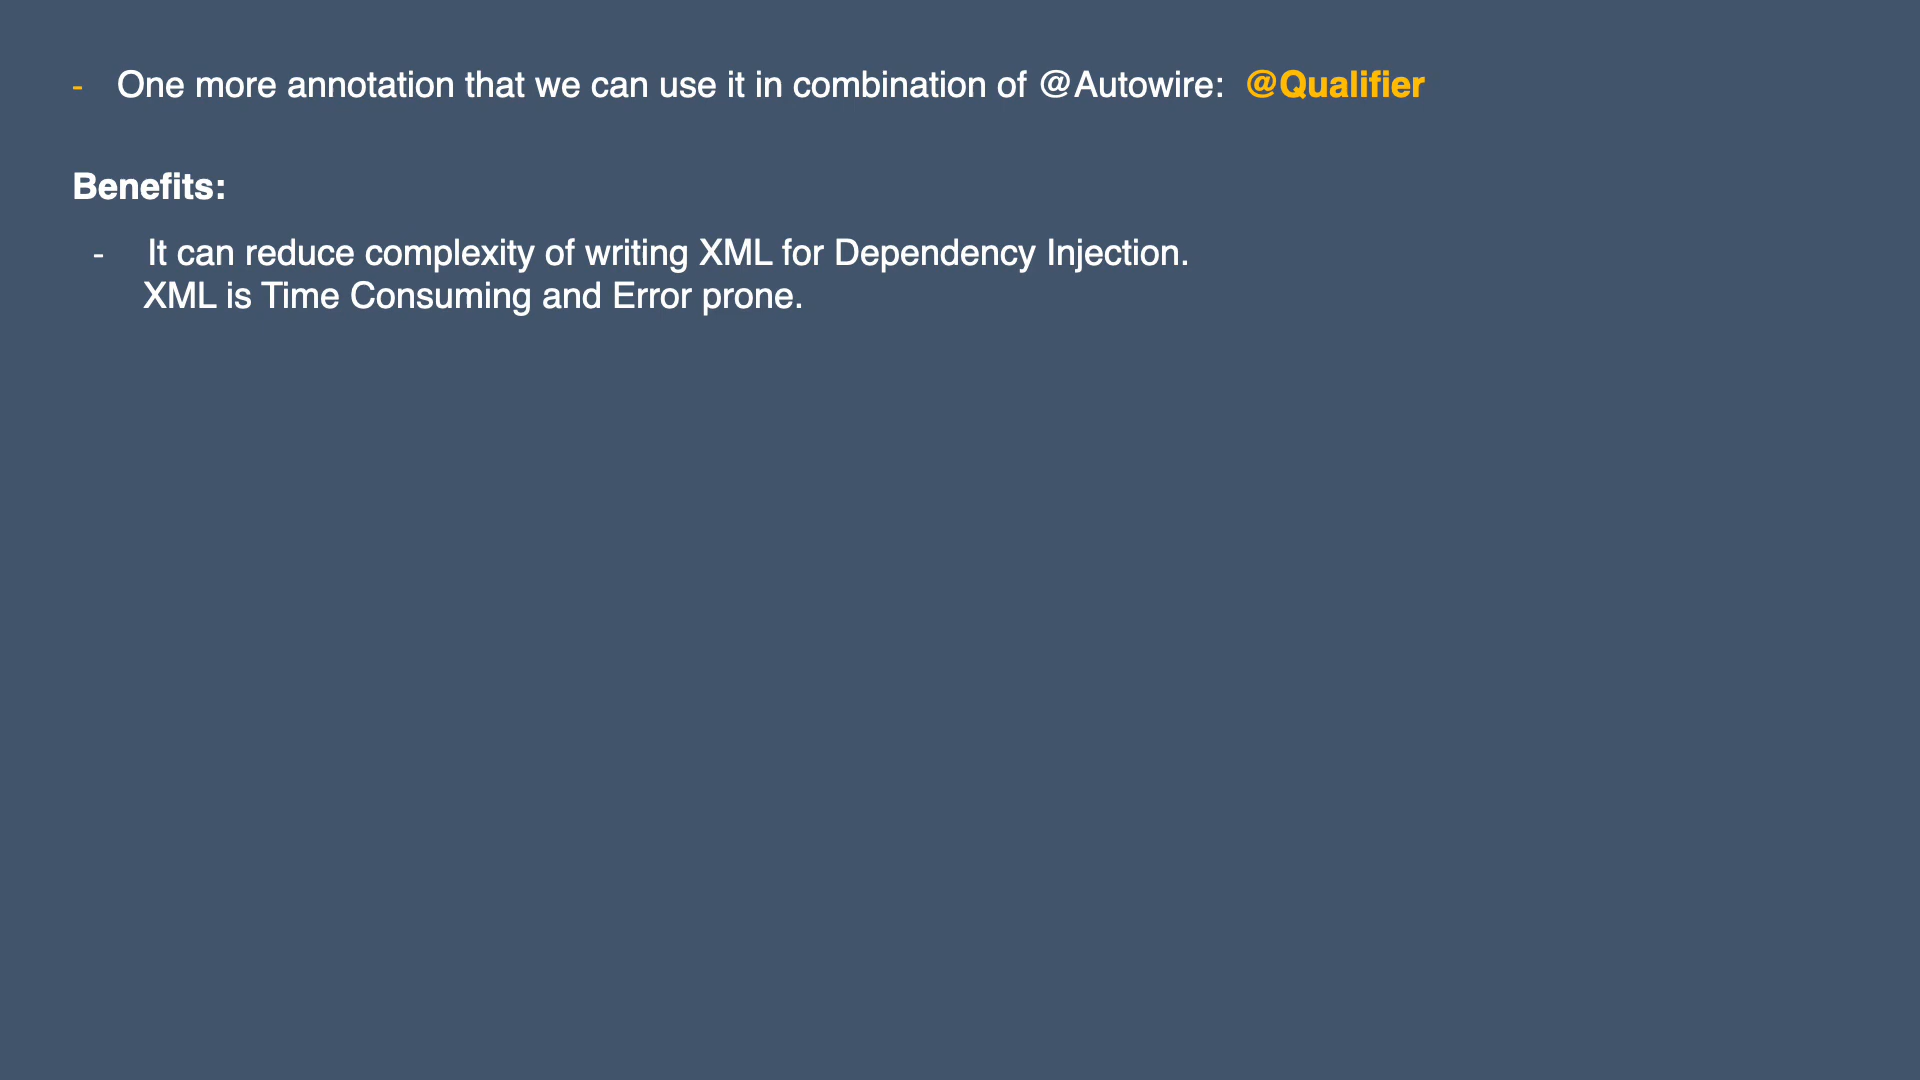 - One more annotation that we can use it in combination of @Autowire: @Qualifier
Benefits:
- It can reduce complexity of writing XML for Dependency Injection.
XML is Time Consuming and Error prone.